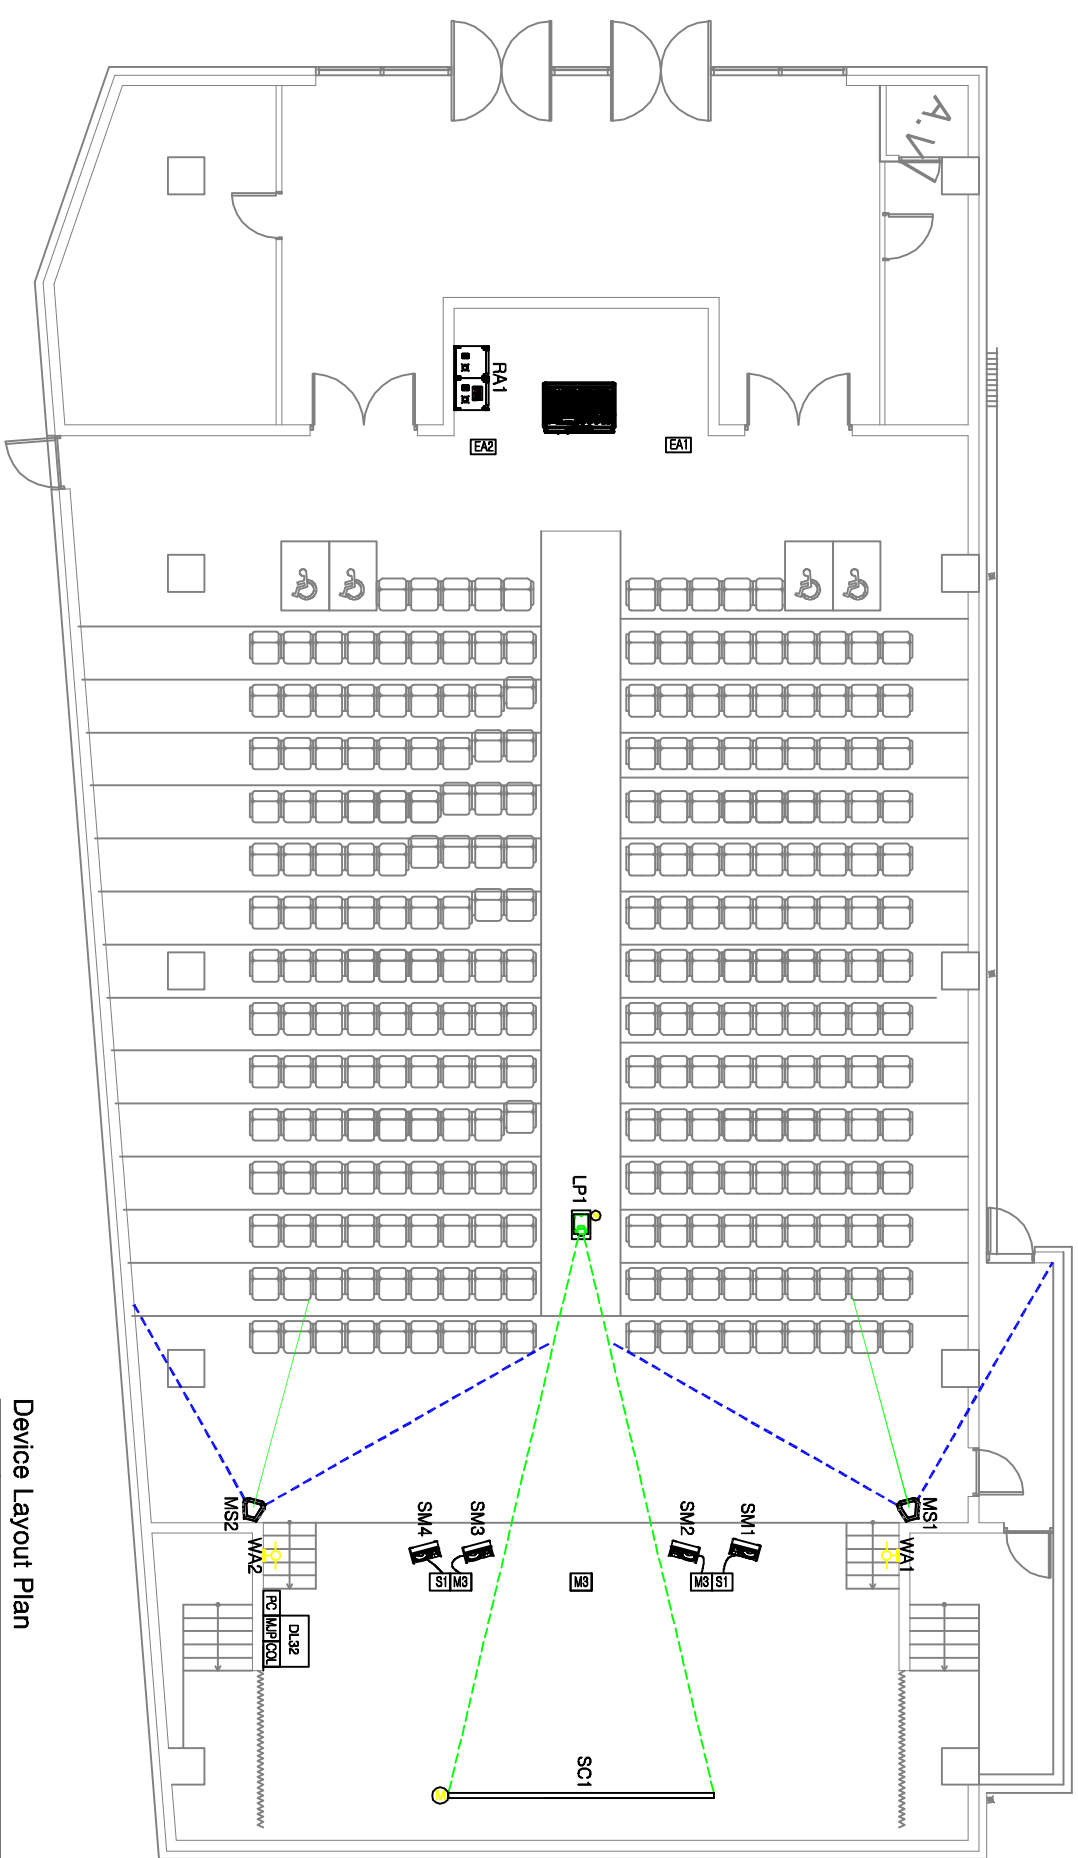 A.V
RA1
EA2
EA1
LP1
MS2
MS1
SM4
SM3
SM2
SM1
WA2
WA1
S1
M3
M3
M3
S1
PC
MJP
COL
DL32
SC1
M
Device Layout Plan